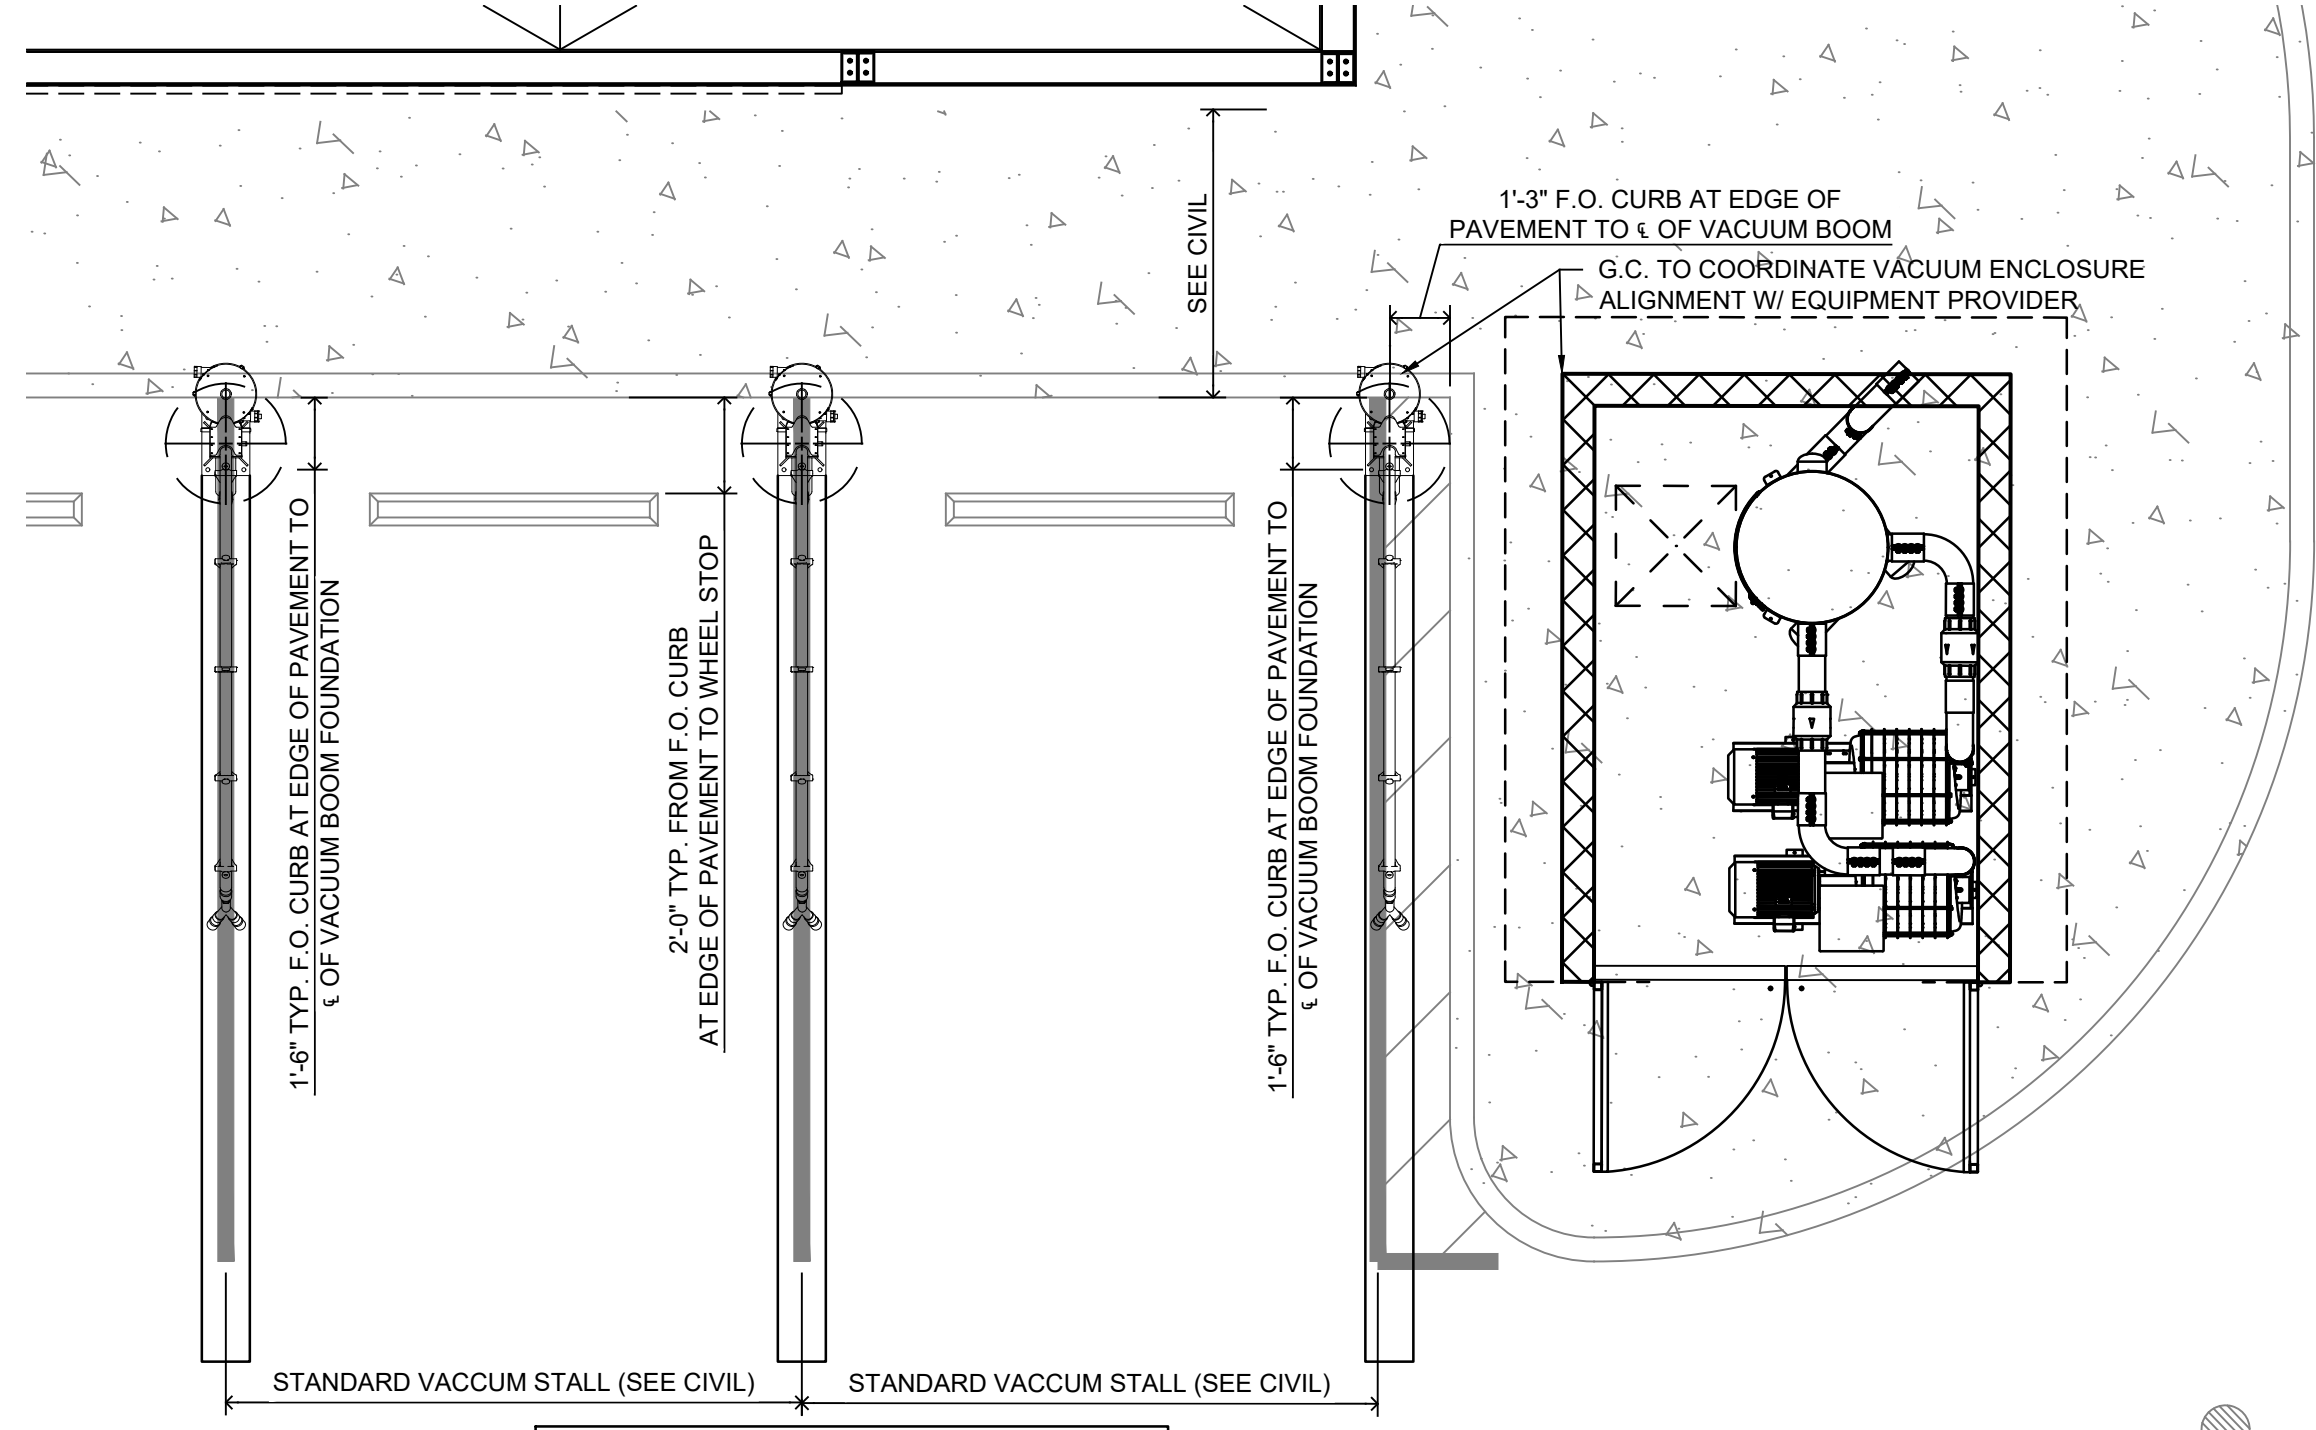 1'-3" F.O. CURB AT EDGE OF
PAVEMENT TO ℄ OF VACUUM BOOM
G.C. TO COORDINATE VACUUM ENCLOSURE
ALIGNMENT W/ EQUIPMENT PROVIDER
SEE CIVIL
1'-6" TYP. F.O. CURB AT EDGE OF PAVEMENT TO
℄ OF VACUUM BOOM FOUNDATION
2'-0" TYP. FROM F.O. CURB
AT EDGE OF PAVEMENT TO WHEEL STOP
1'-6" TYP. F.O. CURB AT EDGE OF PAVEMENT TO
℄ OF VACUUM BOOM FOUNDATION
STANDARD VACCUM STALL (SEE CIVIL)
STANDARD VACCUM STALL (SEE CIVIL)